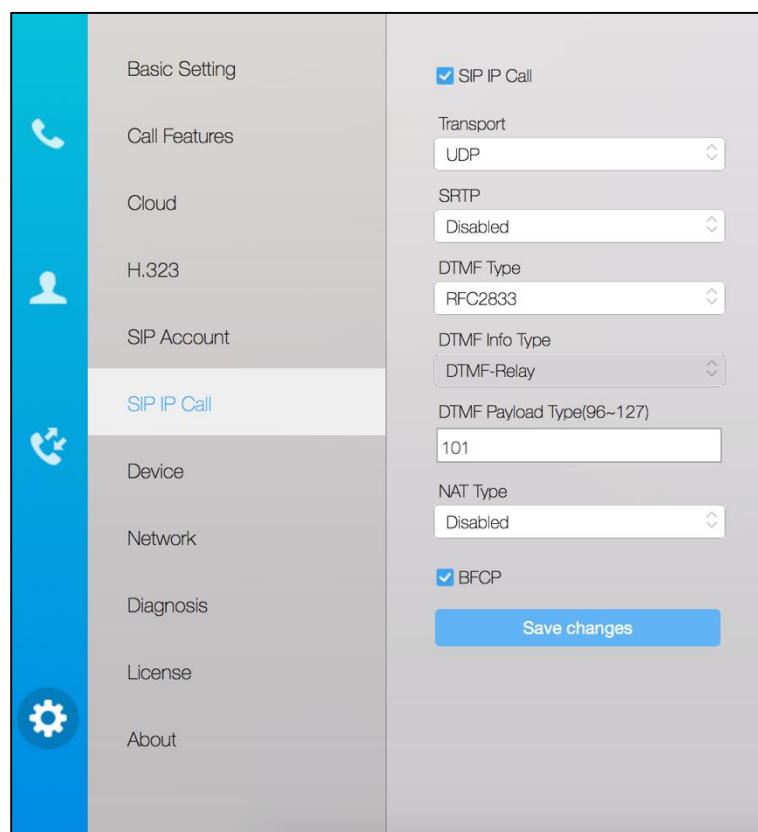 Basic Setting
Call Features
Cloud
H.323
SIP Account
SIP IP Call
Device
Network
Diagnosis
License
About
SIP IP Call
Transport
UDP
SRTP
Disabled
DTMF Type
RFC2833
DTMF Info Type
DTMF-Relay
DTMF Payload Type(96~127)
101
NAT Type
Disabled
BFCP
Save changes